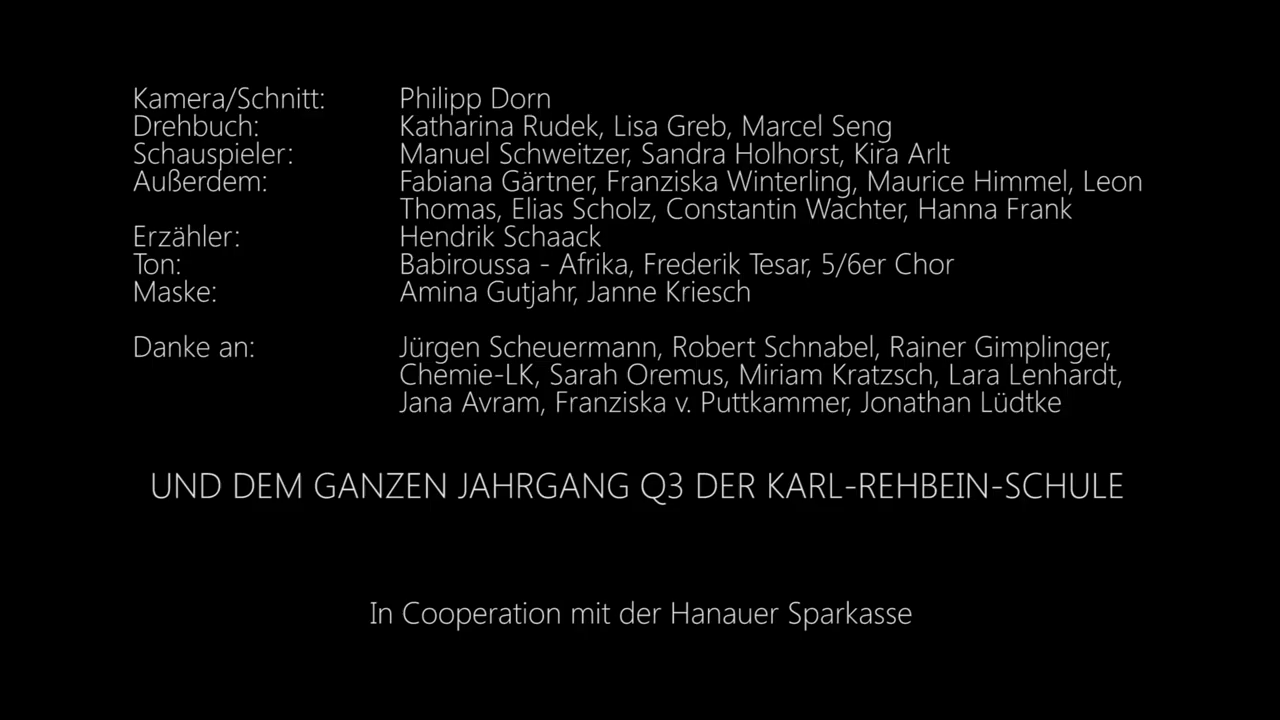 Kamera/Schnitt: Philipp Dorn
Drehbuch: Katharina Rudek, Lisa Greb, Marcel Seng
Schauspieler: Manuel Schweitzer, Sandra Holhorst, Kira Arlt
Außerdem: Fabiana Gärtner, Franziska Winterling, Maurice Himmel, Leon
Thomas, Elias Scholz, Constantin Wachter, Hanna Frank
Erzähler: Hendrik Schaack
Ton: Babiroussa - Afrika, Frederik Tesar, 5/6er Chor
Maske: Amina Gutjahr, Janne Kriesch
Danke an: Jürgen Scheuermann, Robert Schnabel, Rainer Gimplinger,
Chemie-LK, Sarah Oremus, Miriam Kratzsch, Lara Lenhardt,
Jana Avram, Franziska v. Puttkammer, Jonathan Lüdtke
UND DEM GANZEN JAHRGANG Q3 DER KARL-REHBEIN-SCHULE
In Cooperation mit der Hanauer Sparkasse